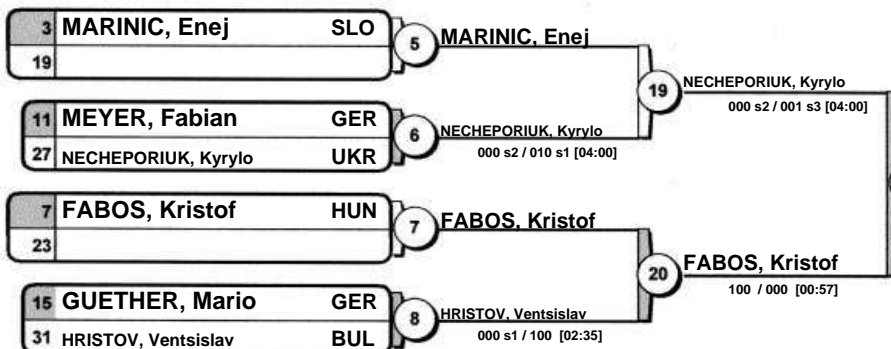 3 MARINIC, Enej SLO
19
5
MARINIC, Enej
11 MEYER, Fabian GER
27 NECHEPORIUK, Kyrylo UKR
6
NECHEPORIUK, Kyrylo
000 s2 / 010 s1 [04:00]
19
NECHEPORIUK, Kyrylo
000 s2 / 001 s3 [04:00]
7 FABOS, Kristof HUN
23
7
FABOS, Kristof
15 GUETHER, Mario GER
31 HRISTOV, Ventsislav BUL
8
HRISTOV, Ventsislav
000 s1 / 100 [02:35]
20
FABOS, Kristof
100 / 000 [00:57]